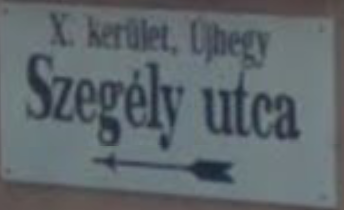 X. kerület, Újhegy
Szegély utca